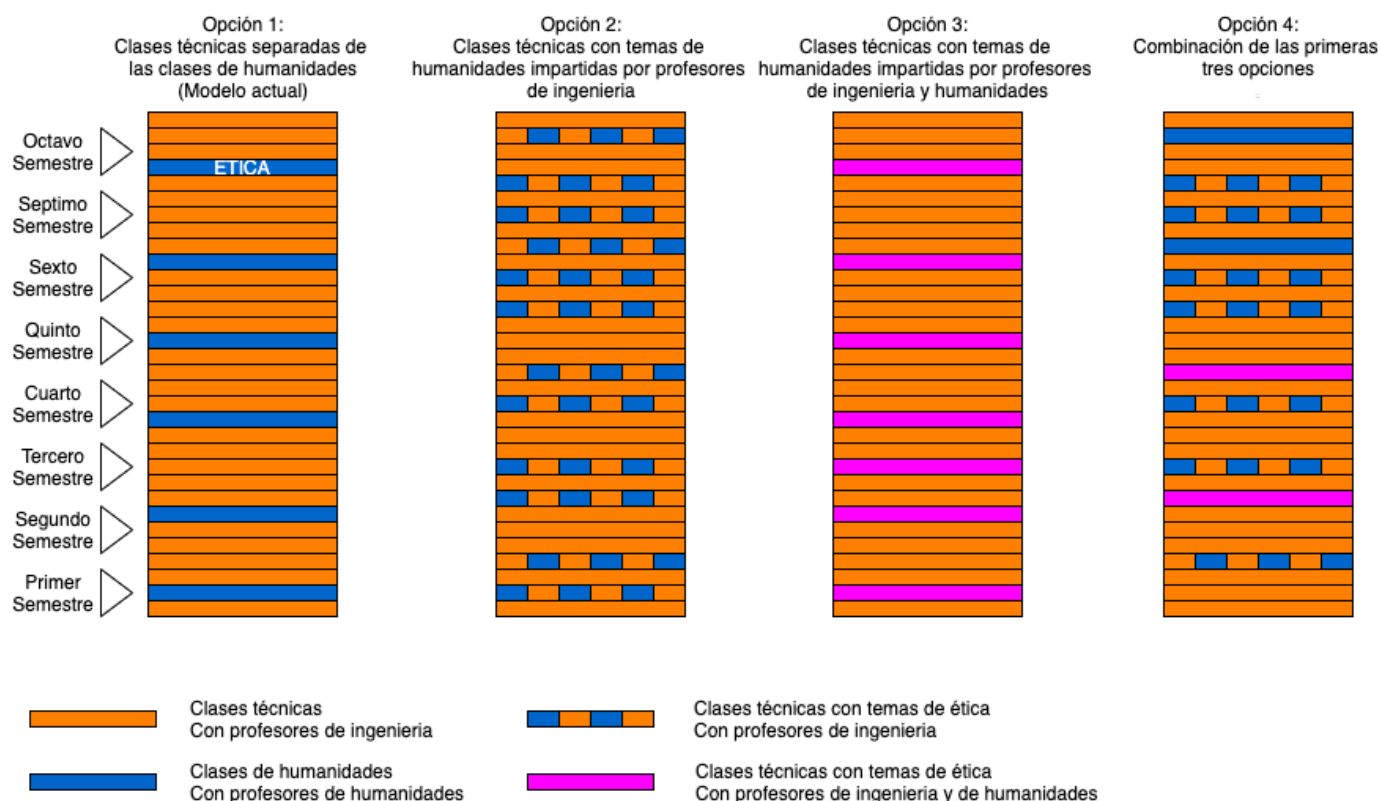 Opción 1:
Clases técnicas separadas de
las clases de humanidades
(Modelo actual)
Opción 2:
Clases técnicas con temas de
humanidades impartidas por profesores
de ingenieria
Opción 3:
Clases técnicas con temas de
humanidades impartidas por profesores
de ingenieria y humanidades
Opción 4:
Combinación de las primeras
tres opciones
Octavo
Semestre
ETICA
Septimo
Semestre
Sexto
Semestre
Quinto
Semestre
Cuarto
Semestre
Tercero
Semestre
Segundo
Semestre
Primer
Semestre
Clases técnicas
Con profesores de ingenieria
Clases técnicas con temas de ética
Con profesores de ingenieria
Clases de humanidades
Con profesores de humanidades
Clases técnicas con temas de ética
Con profesores de ingenieria y de humanidades